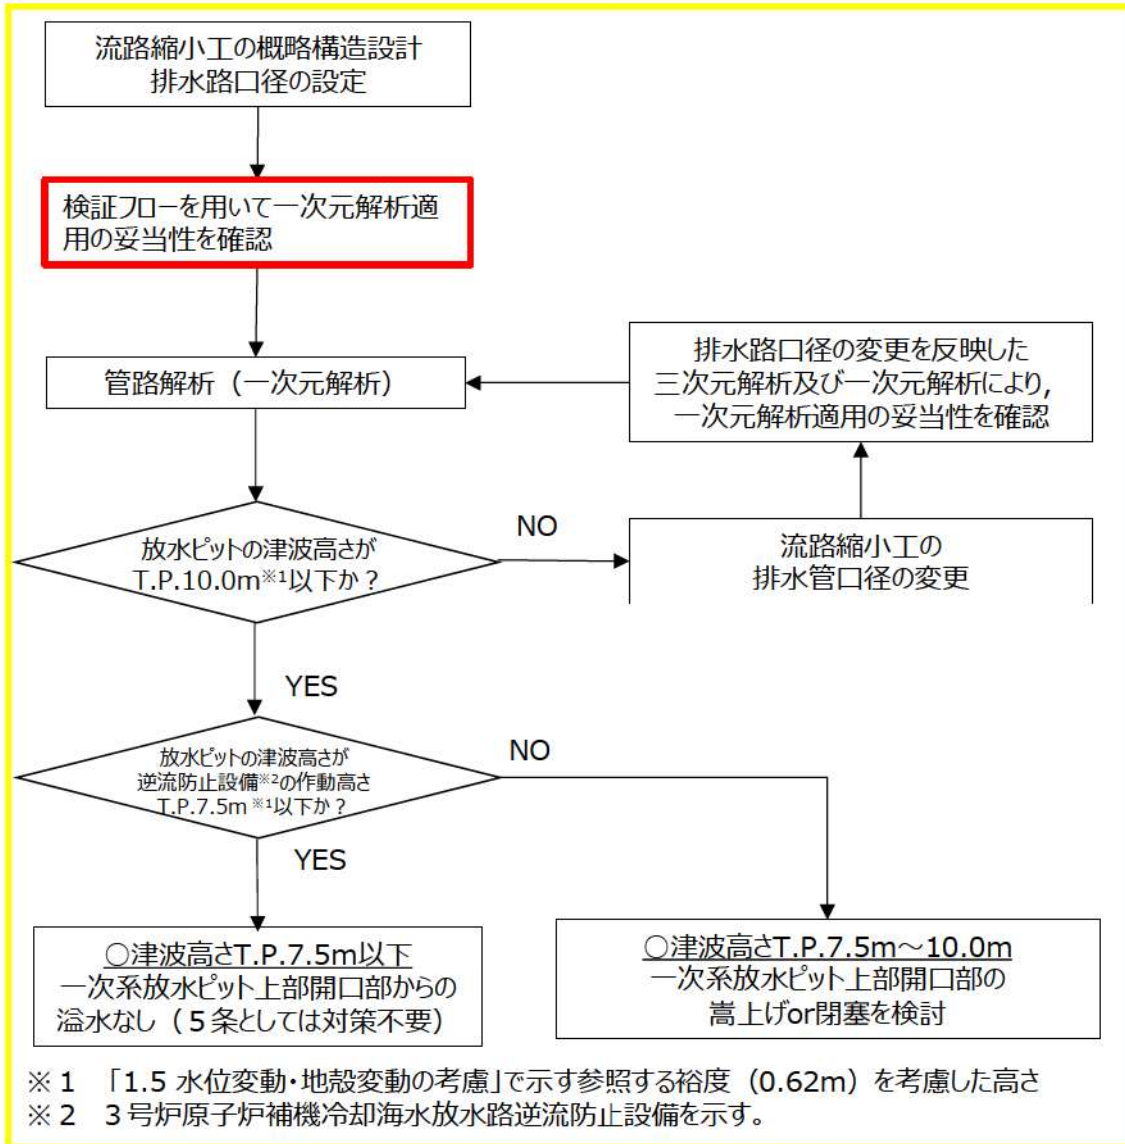 流路縮小工の概略構造設計
排水路口径の設定
検証フローを用いて一次元解析適
用の妥当性を確認
管路解析（一次元解析）
排水路口径の変更を反映した
三次元解析及び一次元解析により,
一次元解析適用の妥当性を確認
放水ピットの津波高さが
T.P.10.0m※1以下か？
NO
流路縮小工の
排水管口径の変更
YES
放水ピットの津波高さが
逆流防止設備※2の作動高さ
T.P.7.5m ※1以下か？
NO
YES
○津波高さT.P.7.5m以下
一次系放水ピット上部開口部からの
溢水なし（５条としては対策不要）
○津波高さT.P.7.5m～10.0m
一次系放水ピット上部開口部の
嵩上げor閉塞を検討
※１　「1.5 水位変動・地殻変動の考慮」で示す参照する裕度（0.62m）を考慮した高さ
※２　３号炉原子炉補機冷却海水放水路逆流防止設備を示す。